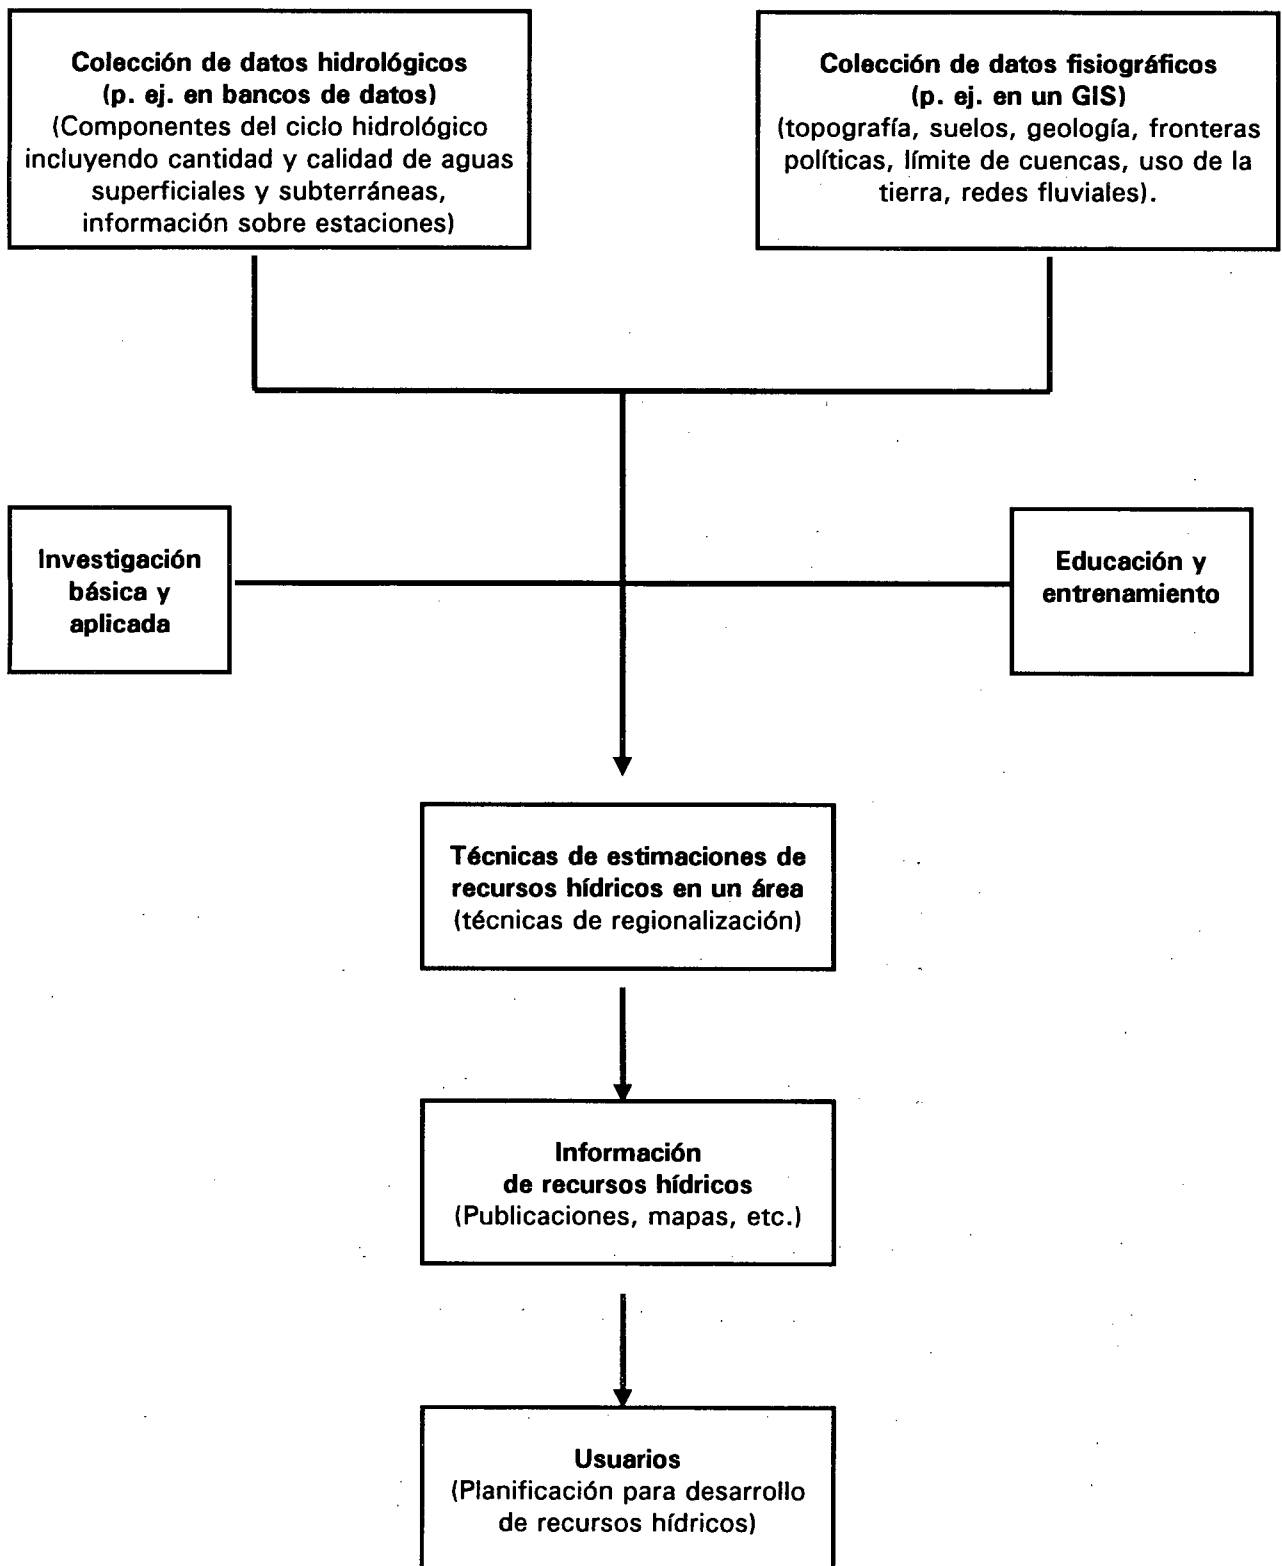 Colección de datos hidrológicos
(p. ej. en bancos de datos)
(Componentes del ciclo hidrológico
incluyendo cantidad y calidad de aguas
superficiales y subterráneas,
información sobre estaciones)
Colección de datos fisiográficos
(p. ej. en un GIS)
(topografía, suelos, geología, fronteras
políticas, límite de cuencas, uso de la
tierra, redes fluviales).
Investigación
básica y
aplicada
Educación y
entrenamiento
Técnicas de estimaciones de
recursos hídricos en un área
(técnicas de regionalización)
Información
de recursos hídricos
(Publicaciones, mapas, etc.)
Usuarios
(Planificación para desarrollo
de recursos hídricos)